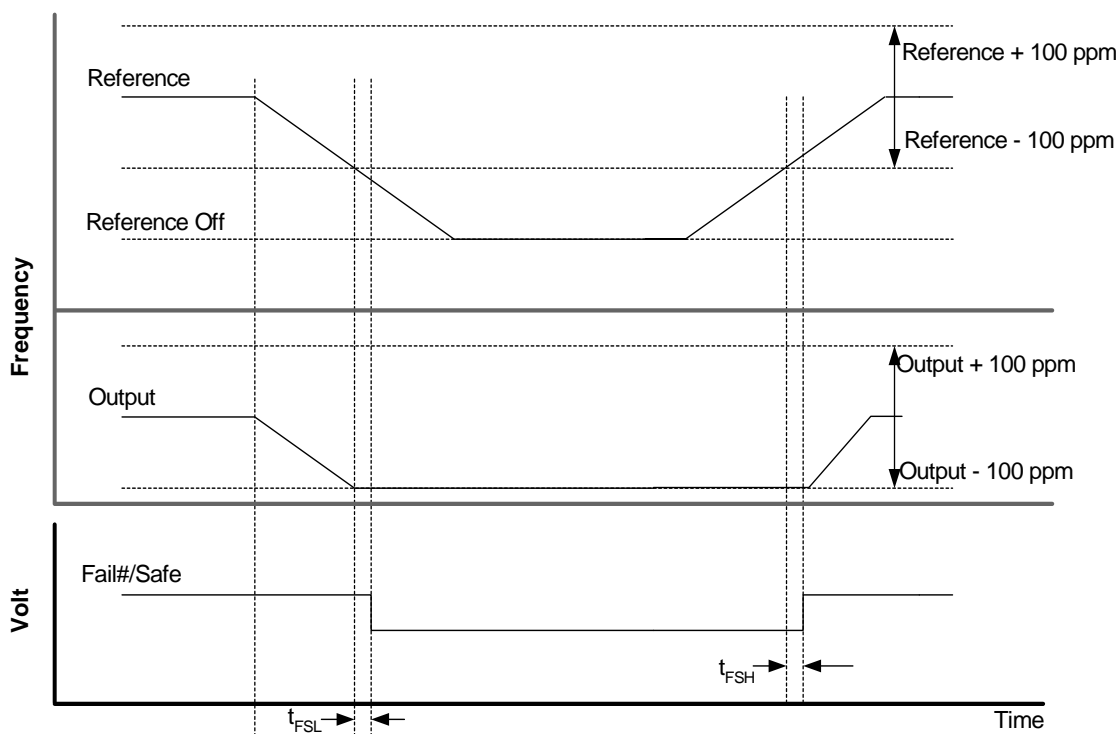 Reference + 100 ppm
Reference
Reference - 100 ppm
Reference Off
Frequency
Output + 100 ppm
Output
Output - 100 ppm
Fail#/Safe
Volt
tFSH
tFSL
Time